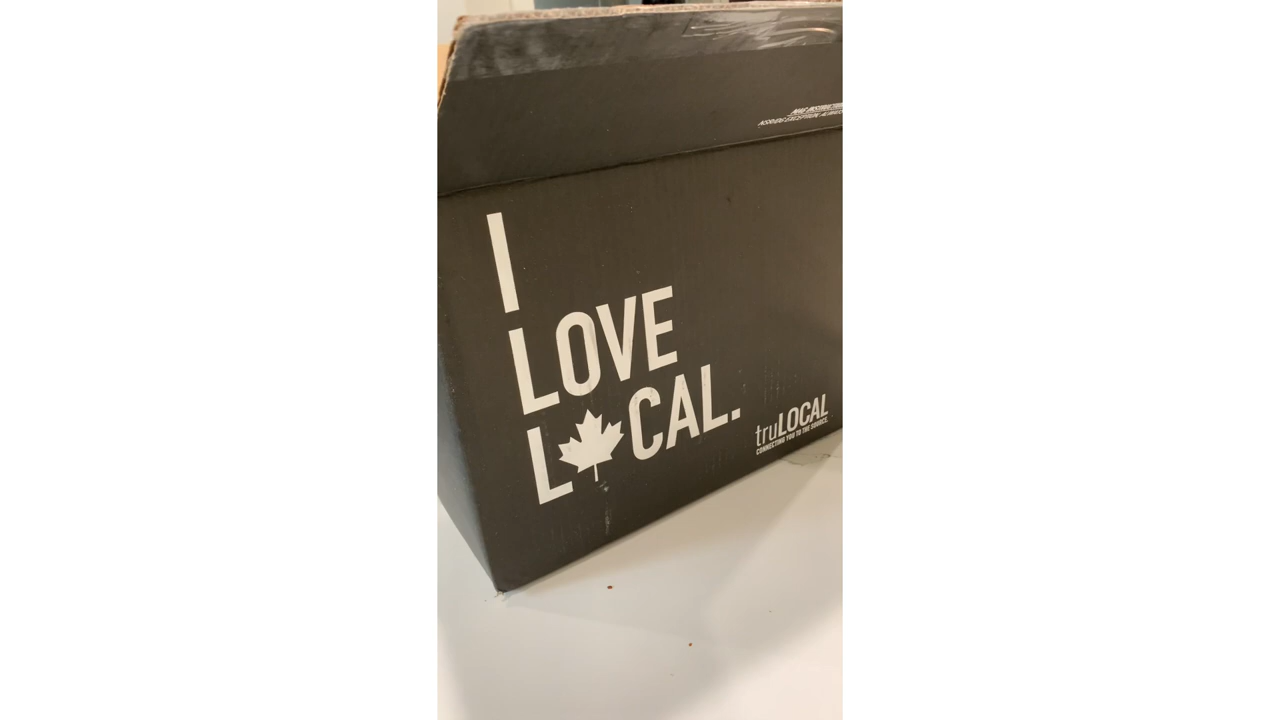 I
LOVE
L🍁CAL.
truLOCAL
CONNECTING YOU TO THE SOURCE.